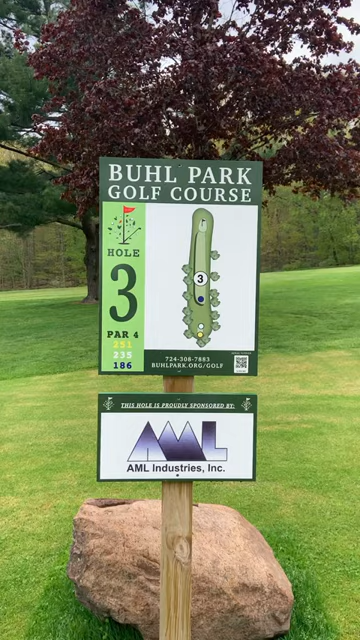 BUHL PARK
GOLF COURSE
HOLE
3
PAR 4
251
235
186
3
724-308-7883
BUHLPARK.ORG/GOLF
THIS HOLE IS PROUDLY SPONSORED BY:
AML
AML Industries, Inc.